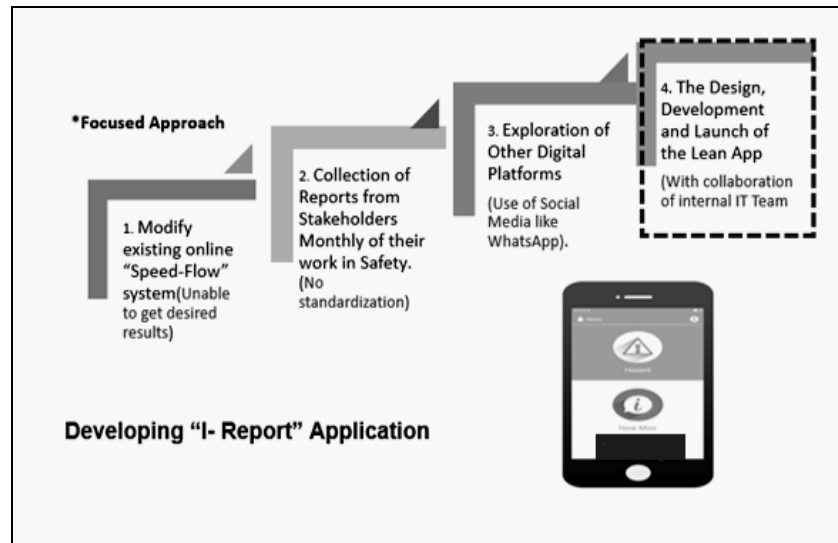 *Focused Approach
1. Modify
existing online
“Speed-Flow”
system(Unable
to get desired
results)
2. Collection of
Reports from
Stakeholders
Monthly of their
work in Safety.
(No
standardization)
3. Exploration of
Other Digital
Platforms
(Use of Social
Media like
WhatsApp).
4. The Design,
Development
and Launch of
the Lean App
(With collaboration
of internal IT Team
Home
Hazard
Near Miss
Developing “I- Report” Application